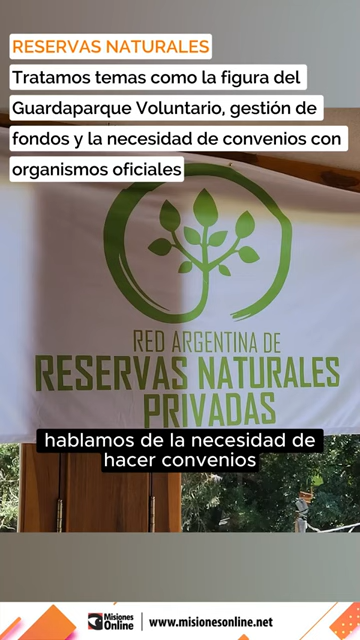 RESERVAS NATURALES
Tratamos temas como la figura del
Guardaparque Voluntario, gestión de
fondos y la necesidad de convenios con
organismos oficiales
RED ARGENTINA DE
RESERVAS NATURALES
PRIVADAS
hablamos de la necesidad de
hacer convenios
Misiones
Online
www.misionesonline.net